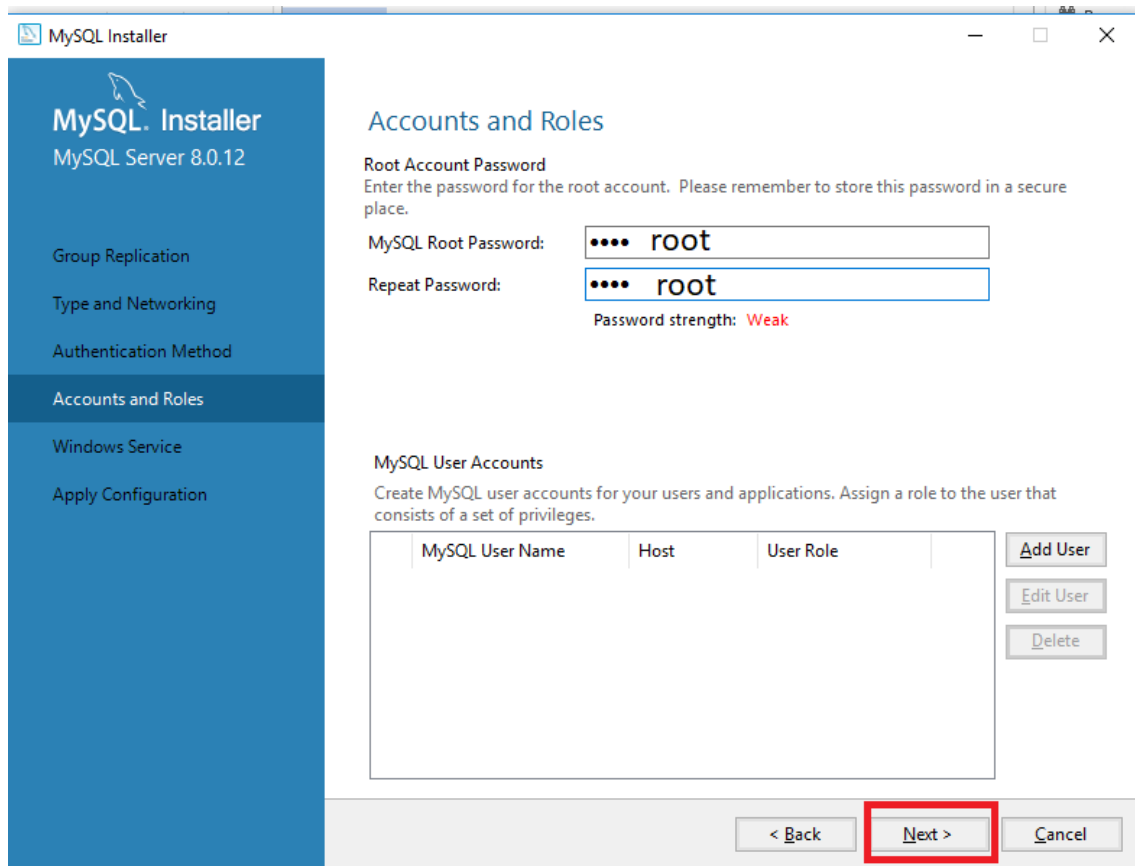 MySQL Installer
MySQL. Installer
MySQL Server 8.0.12
Group Replication
Type and Networking
Authentication Method
Accounts and Roles
Windows Service
Apply Configuration
Accounts and Roles
Root Account Password
Enter the password for the root account. Please remember to store this password in a secure
place.
MySQL Root Password: •••• root
Repeat Password: •••• root
Password strength: Weak
MySQL User Accounts
Create MySQL user accounts for your users and applications. Assign a role to the user that
consists of a set of privileges.
MySQL User Name Host User Role
Add User
Edit User
Delete
< Back Next > Cancel